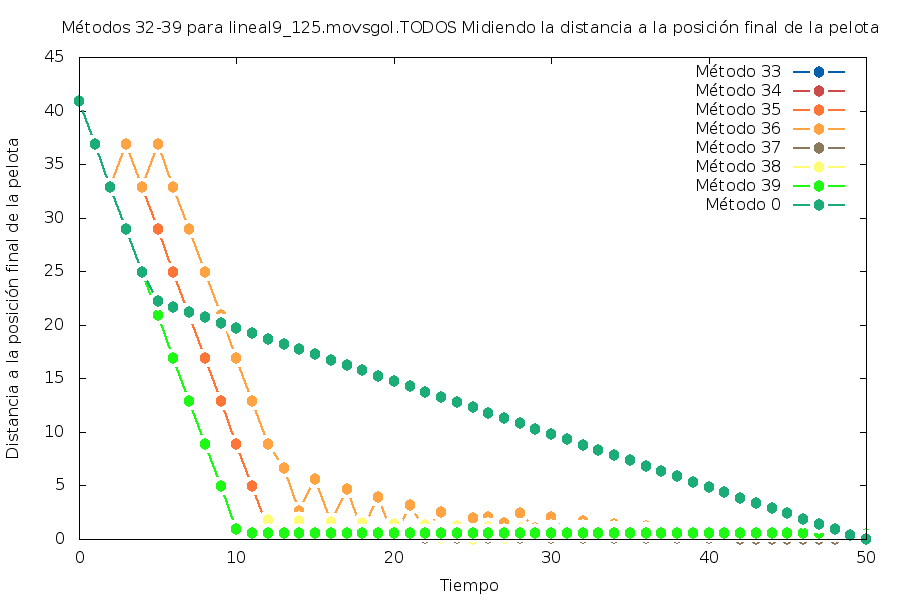 Métodos 32-39 para lineal9_125.movsgol.TODOS Midiendo la distancia a la posición final de la pelota
45
40
35
30
25
20
15
10
5
0
Distancia a la posición final de la pelota
Método 33
Método 34
Método 35
Método 36
Método 37
Método 38
Método 39
Método 0
0 10 20 30 40 50
Tiempo